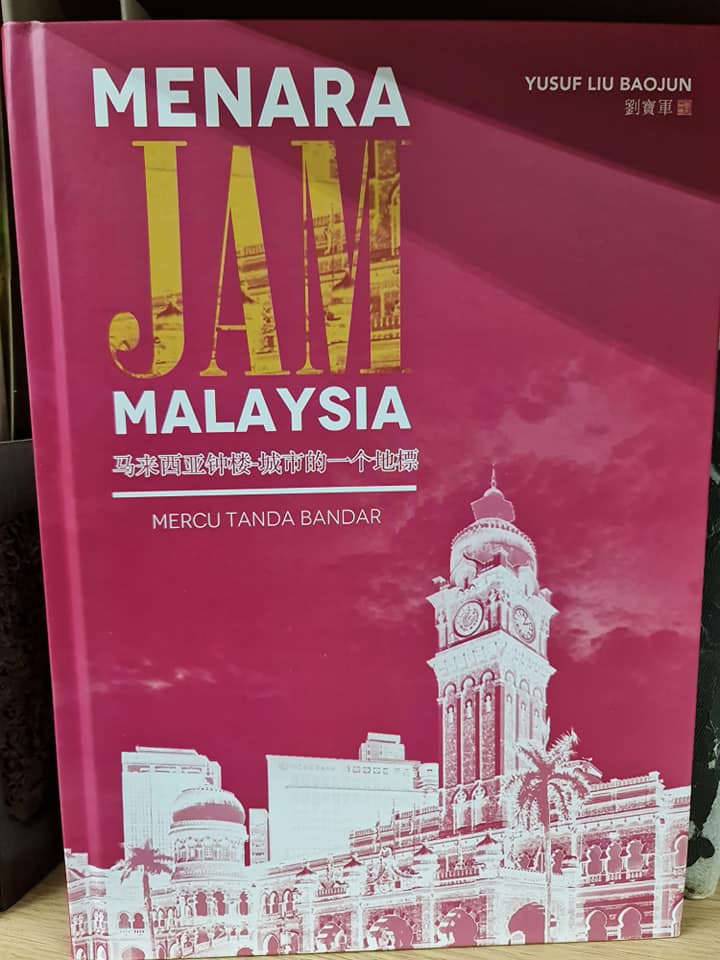 MENARA
JAM
MALAYSIA
马来西亚钟楼-城市的一个地標
MERCU TANDA BANDAR
YUSUF LIU BAOJUN
劉寳軍